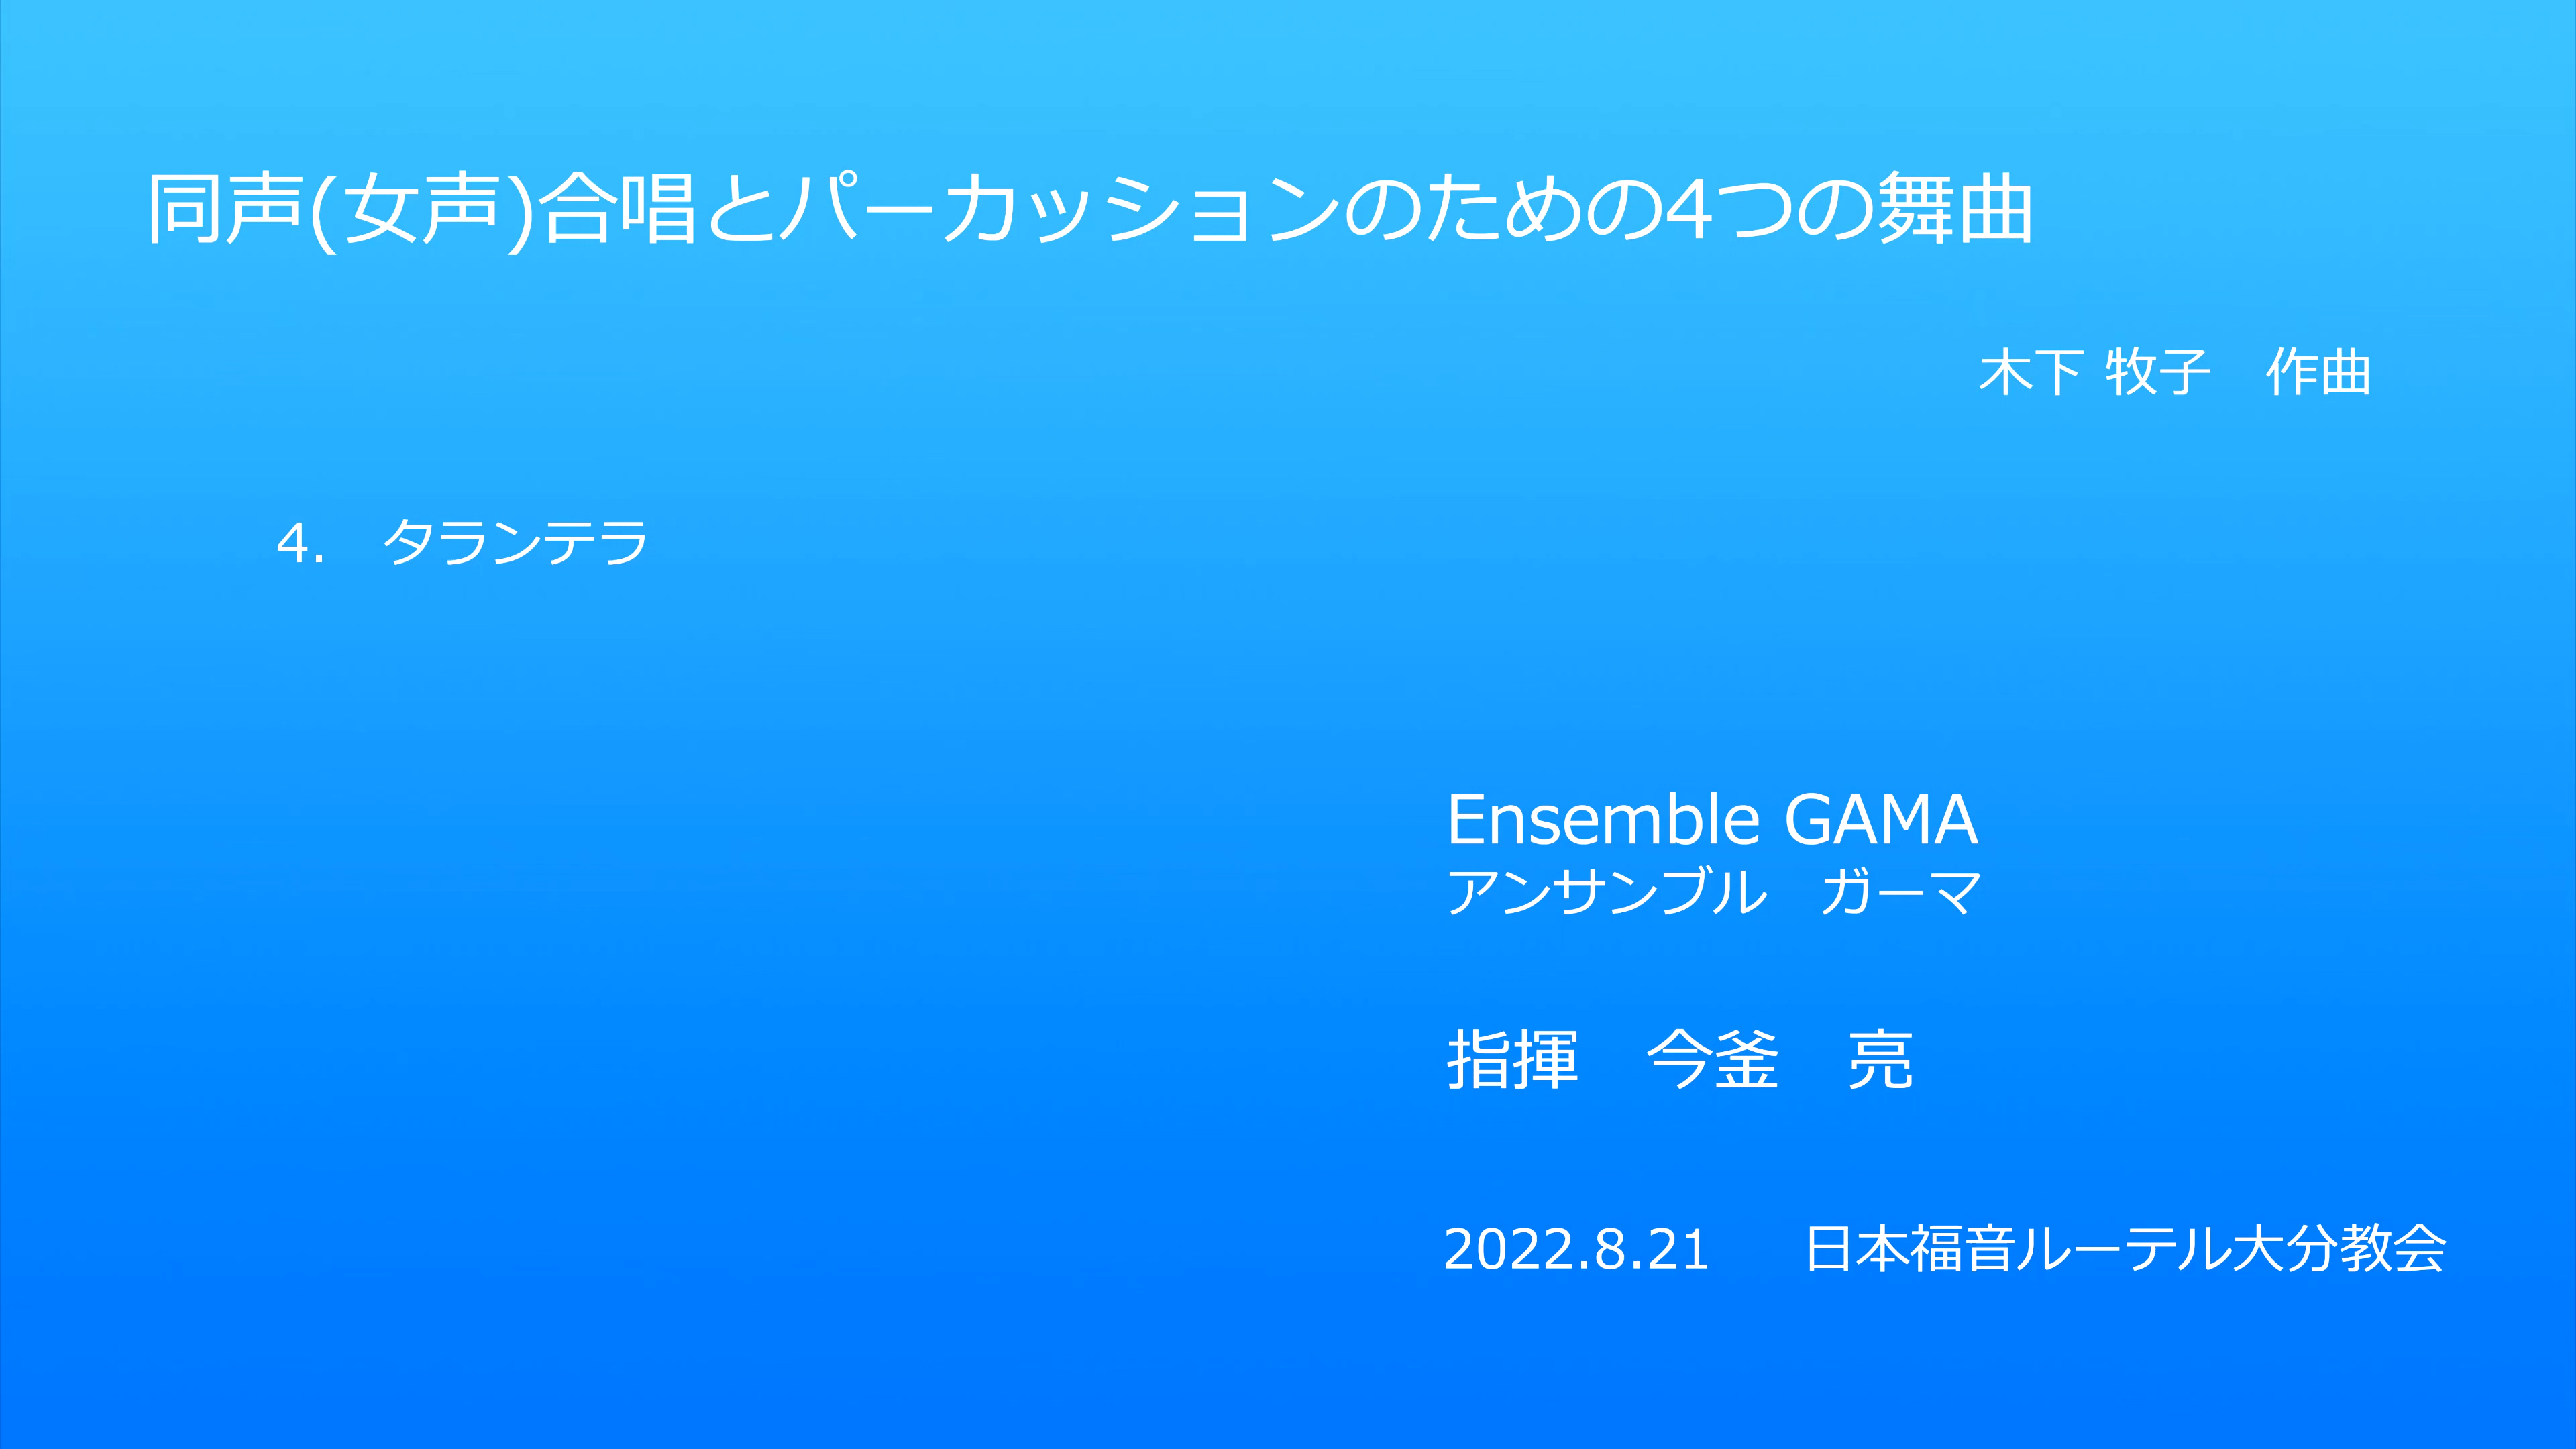 同声(女声)合唱とパーカッションのための4つの舞曲
木下 牧子　作曲
4.　タランテラ
Ensemble GAMA
アンサンブル　ガーマ
指揮　今釜　亮
2022.8.21　日本福音ルーテル大分教会